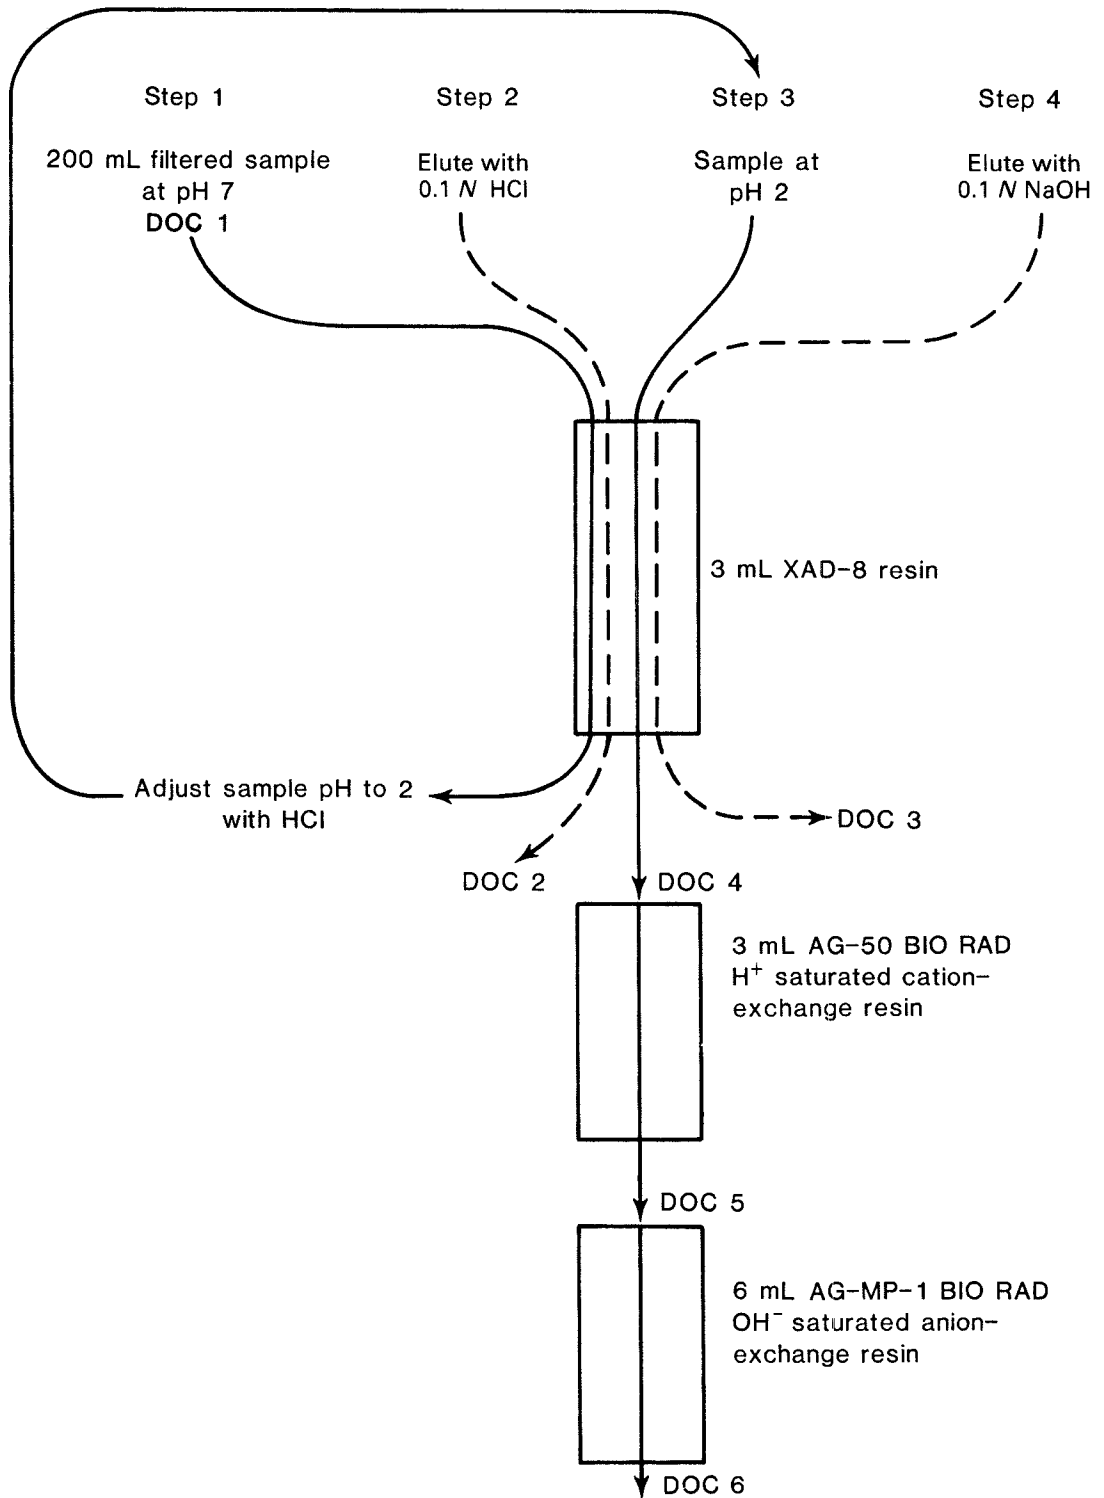 Step 1
200 mL filtered sample
at pH 7
DOC 1
Step 2
Elute with
0.1 N HCl
Step 3
Sample at
pH 2
Step 4
Elute with
0.1 N NaOH
3 mL XAD-8 resin
Adjust sample pH to 2
with HCl
DOC 2
DOC 3
DOC 4
3 mL AG-50 BIO RAD
H+ saturated cation-
exchange resin
DOC 5
6 mL AG-MP-1 BIO RAD
OH- saturated anion-
exchange resin
DOC 6